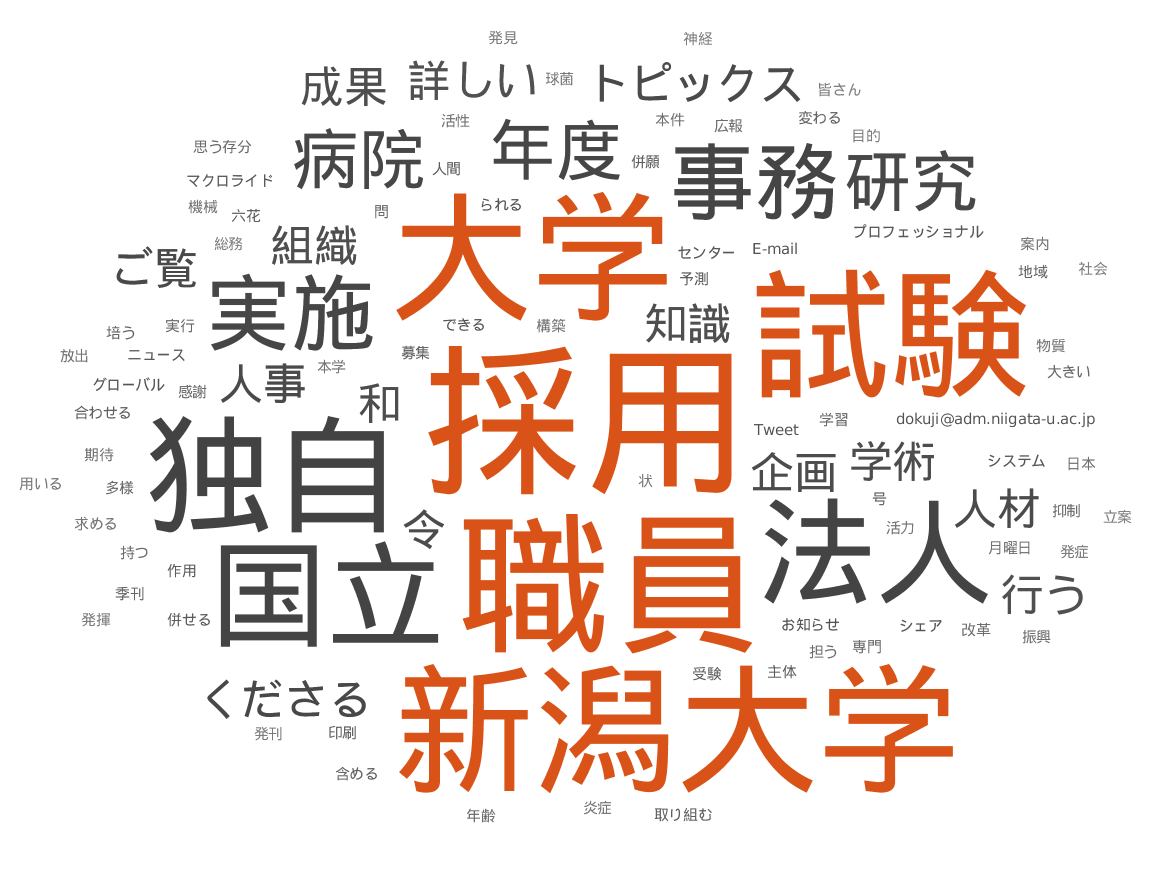 発見
神経
成果
詳しい
球菌
トピックス
皆さん
活性
年度
本件
広報
変わる
目的
思う存分
病院
人間
併願
事務
研究
マクロライド
機械
六花
問
られる
大学
プロフェッショナル
総務
組織
センター
E-mail
案内
ご覧
予測
地域
社会
実施
知識
試験
培う
実行
できる
構築
放出
ニュース
募集
物質
本学
大きい
グローバル
感謝
人事
和
採用
合わせる
学習
dokuji@adm.niigata-u.ac.jp
Tweet
期待
独自
企画
学術
システム
日本
用いる
多様
状
号
人材
抑制
立案
求める
令
活力
法人
持つ
月曜日
発症
作用
国立
職員
季刊
行う
発揮
併せる
お知らせ
シェア
改革
振興
担う
専門
受験
主体
くださる
新潟大学
発刊
印刷
含める
年齢
炎症
取り組む